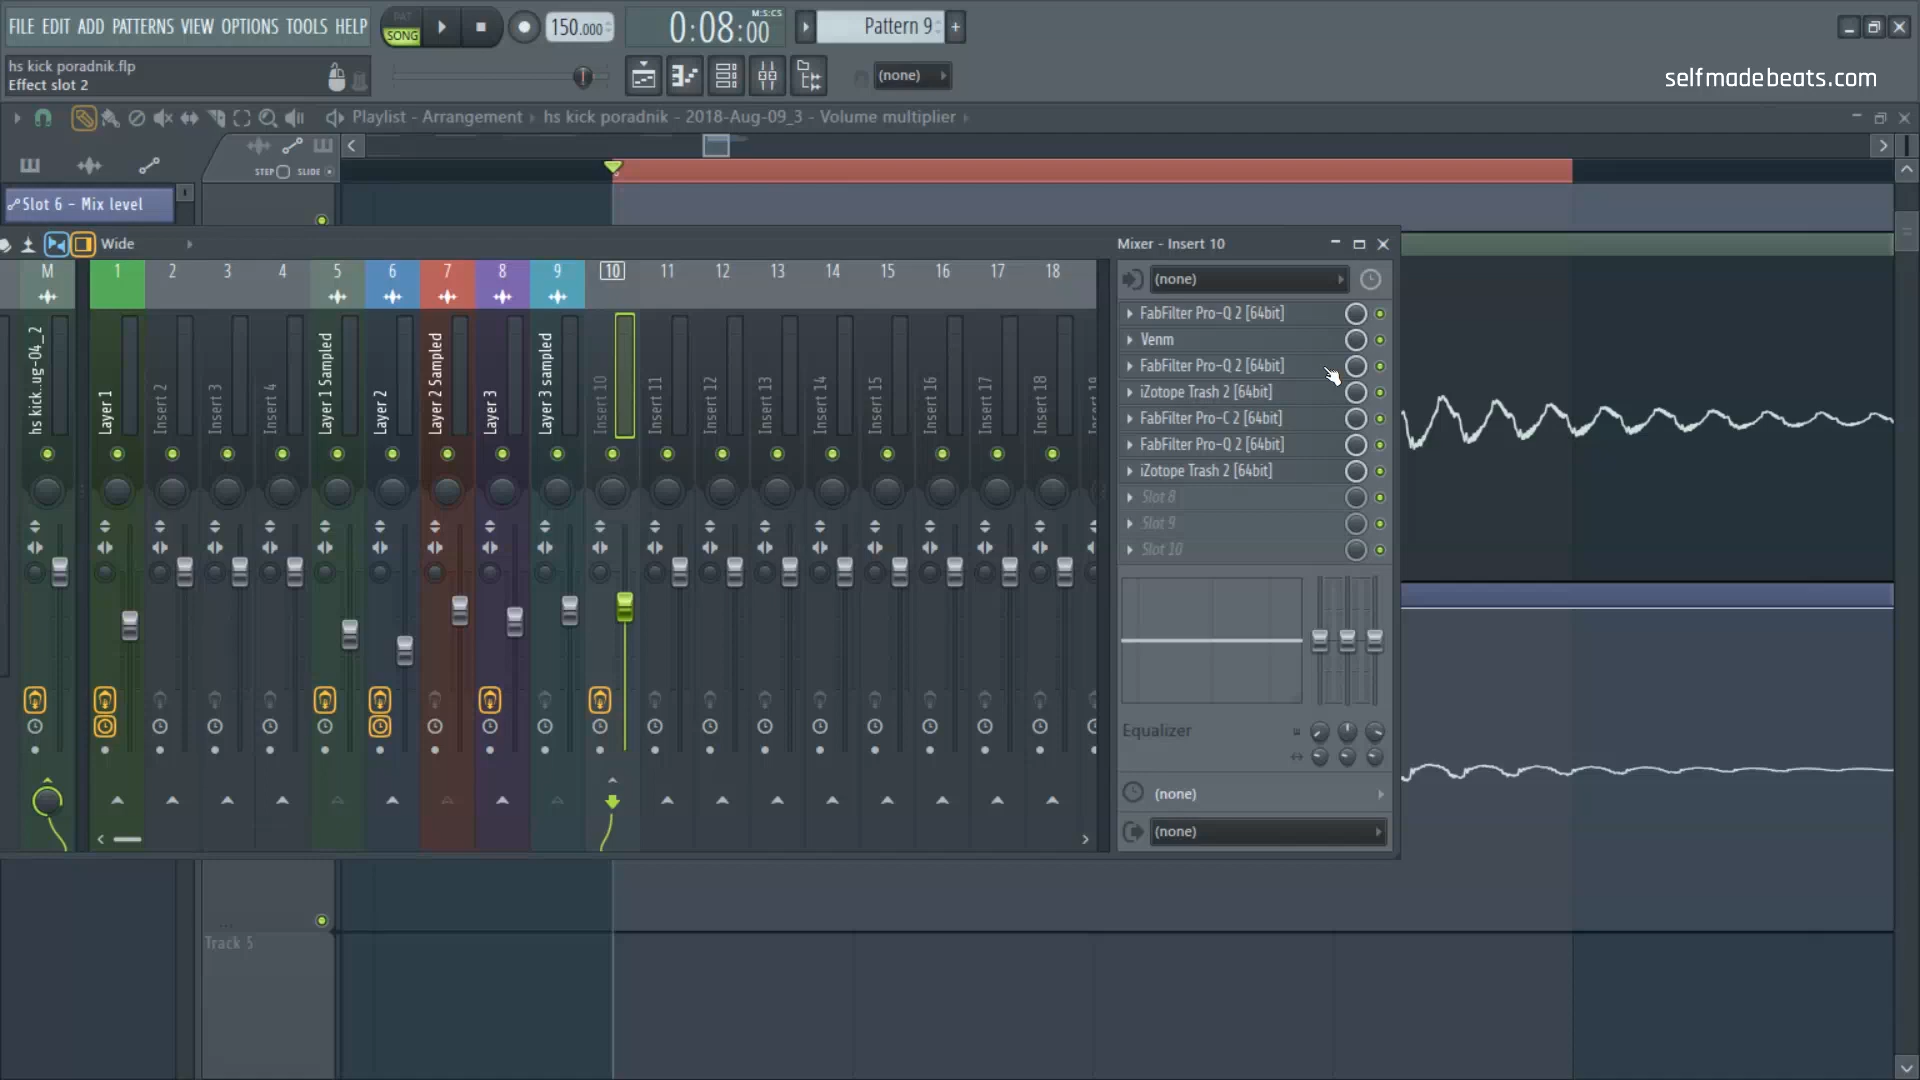 FILE EDIT ADD PATTERNS VIEW OPTIONS TOOLS HELP
PAT
SONG
150.000
M:S:CS
0:08:00
Pattern 9
+
hs kick poradnik.flp
Effect slot 2
(none)
selfmadebeats.com
Playlist - Arrangement › hs kick poradnik - 2018-Aug-09_3 - Volume multiplier
STEP SLIDE
Slot 6 - Mix level
Wide
Mixer - Insert 10
M 1 2 3 4 5 6 7 8 9 10 11 12 13 14 15 16 17 18
hs kick.ug-04_2
Layer 1
Insert 2
Insert 3
Insert 4
Layer 1 Sampled
Layer 2
Layer 2 Sampled
Layer 3
Layer 3 sampled
Insert 10
Insert 11
Insert 12
Insert 13
Insert 14
Insert 15
Insert 16
Insert 17
Insert 18
(none)
FabFilter Pro-Q 2 [64bit]
Venm
FabFilter Pro-Q 2 [64bit]
iZotope Trash 2 [64bit]
FabFilter Pro-C 2 [64bit]
FabFilter Pro-Q 2 [64bit]
iZotope Trash 2 [64bit]
Slot 8
Slot 9
Slot 10
Equalizer
(none)
(none)
Track 5